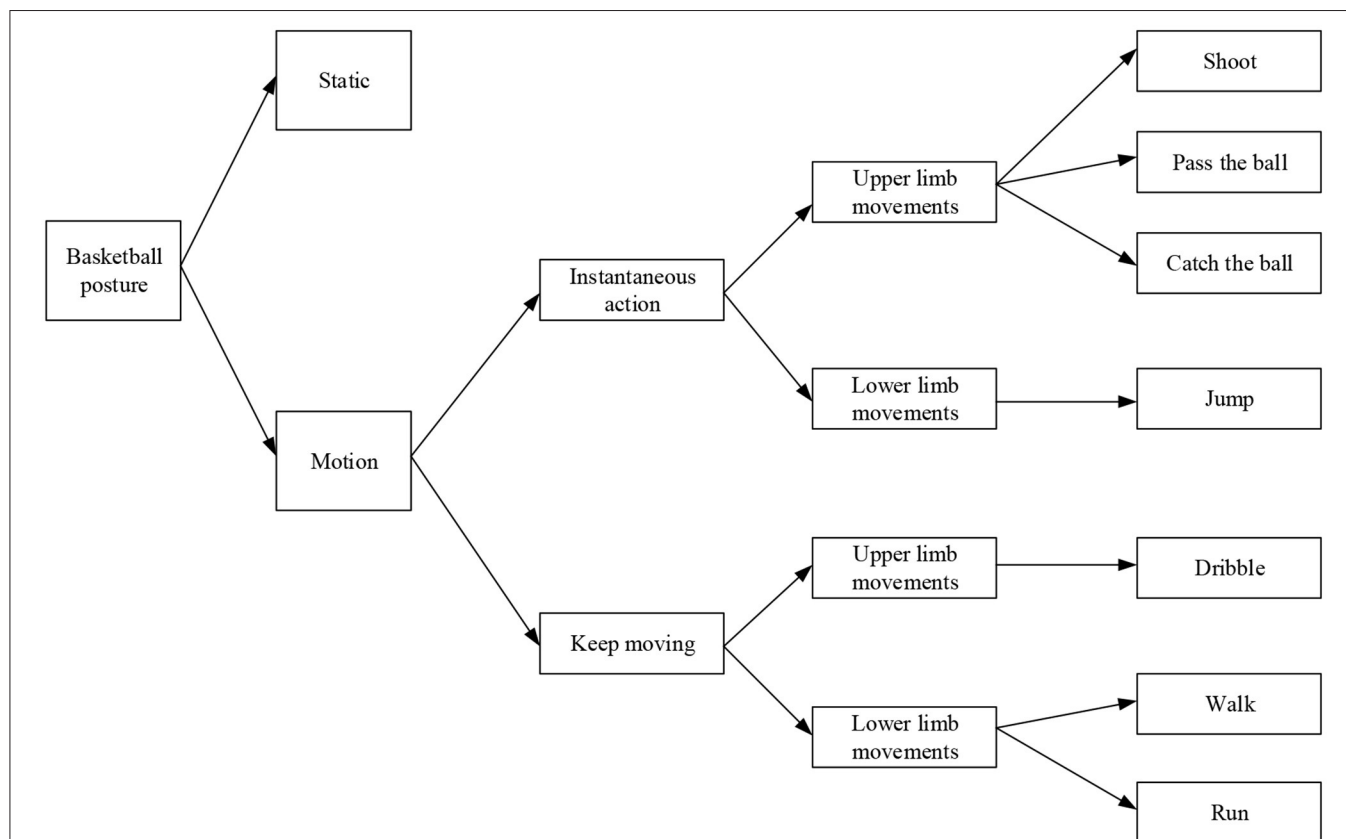 Basketball
posture
Static
Motion
Instantaneous
action
Keep moving
Upper limb
movements
Lower limb
movements
Upper limb
movements
Lower limb
movements
Shoot
Pass the ball
Catch the ball
Jump
Dribble
Walk
Run